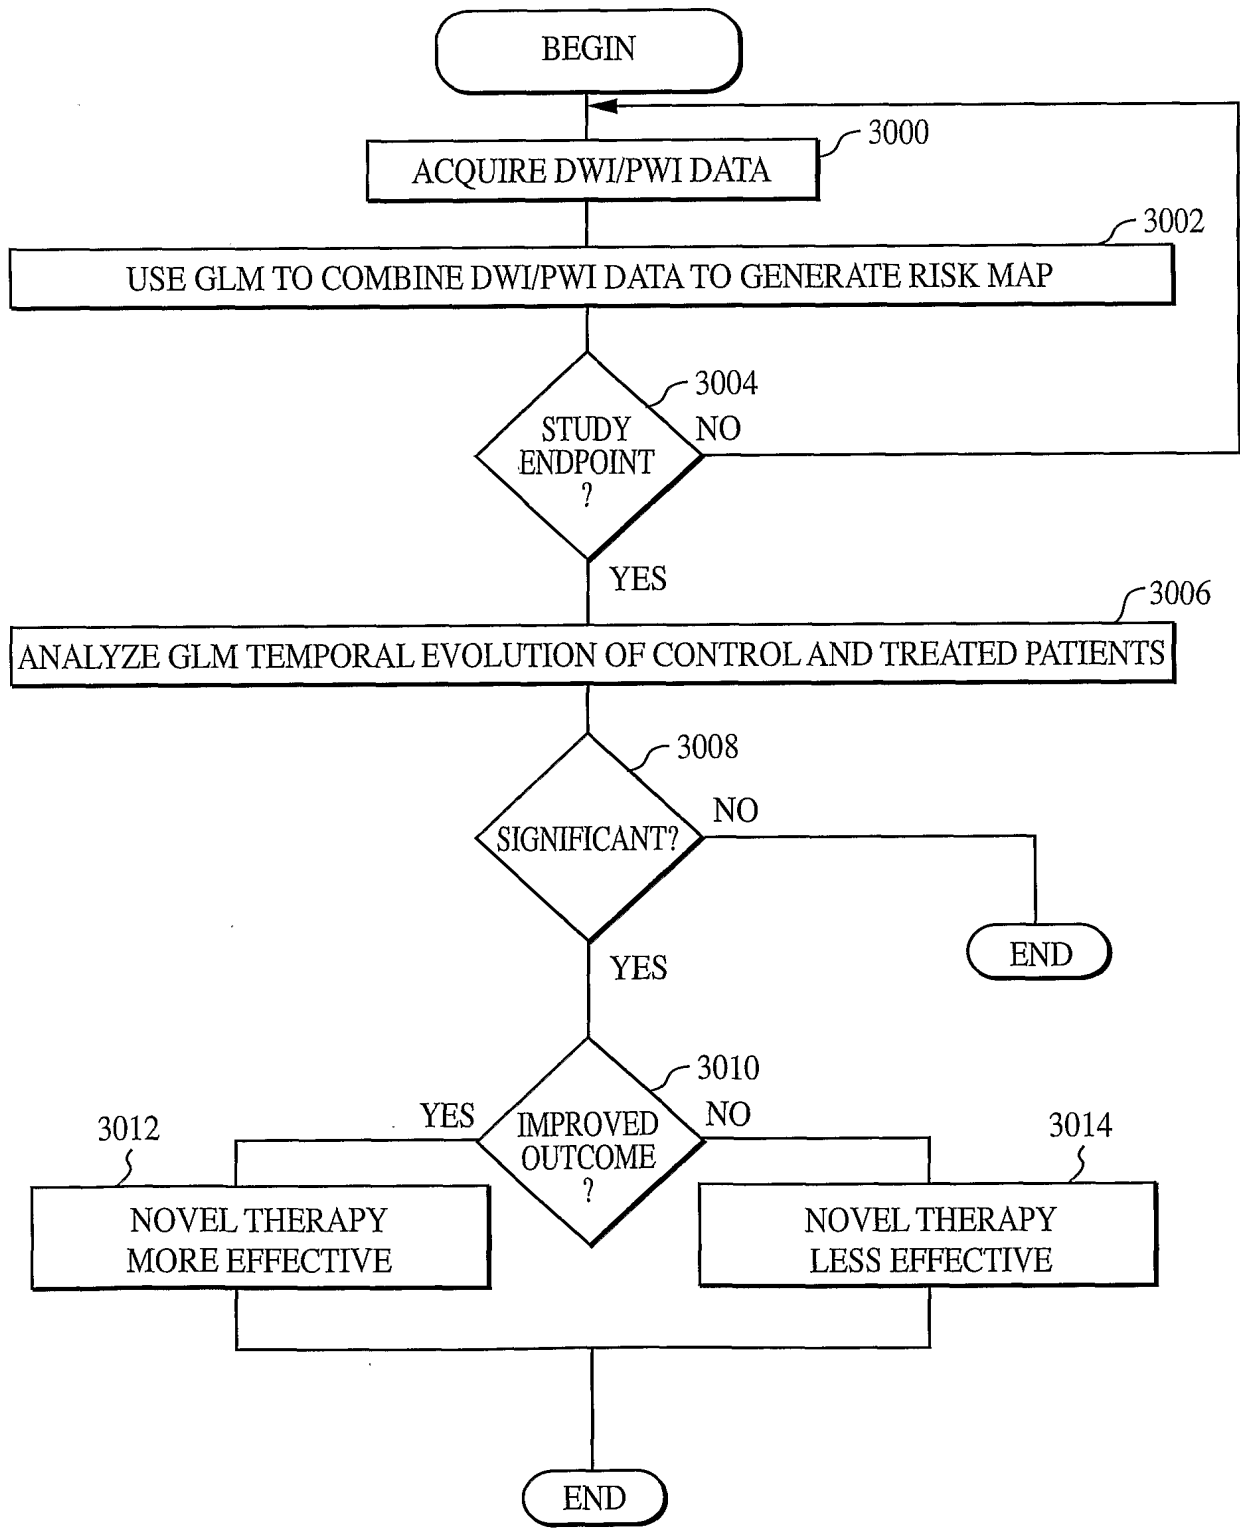 BEGIN
3000
ACQUIRE DWI/PWI DATA
3002
USE GLM TO COMBINE DWI/PWI DATA TO GENERATE RISK MAP
3004
STUDY
ENDPOINT
?
NO
YES
3006
ANALYZE GLM TEMPORAL EVOLUTION OF CONTROL AND TREATED PATIENTS
3008
SIGNIFICANT?
NO
END
YES
3010
IMPROVED
OUTCOME
?
YES
NO
3012
NOVEL THERAPY
MORE EFFECTIVE
3014
NOVEL THERAPY
LESS EFFECTIVE
END